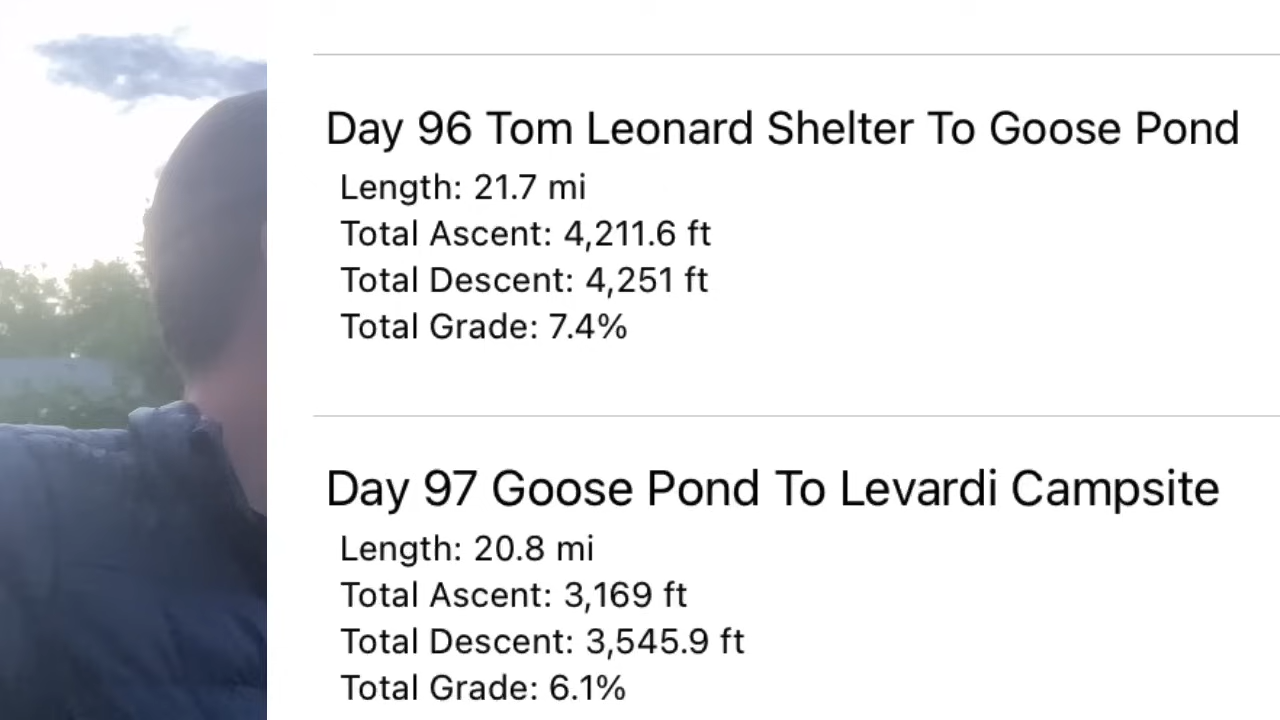 Day 96 Tom Leonard Shelter To Goose Pond
Length: 21.7 mi
Total Ascent: 4,211.6 ft
Total Descent: 4,251 ft
Total Grade: 7.4%
Day 97 Goose Pond To Levardi Campsite
Length: 20.8 mi
Total Ascent: 3,169 ft
Total Descent: 3,545.9 ft
Total Grade: 6.1%